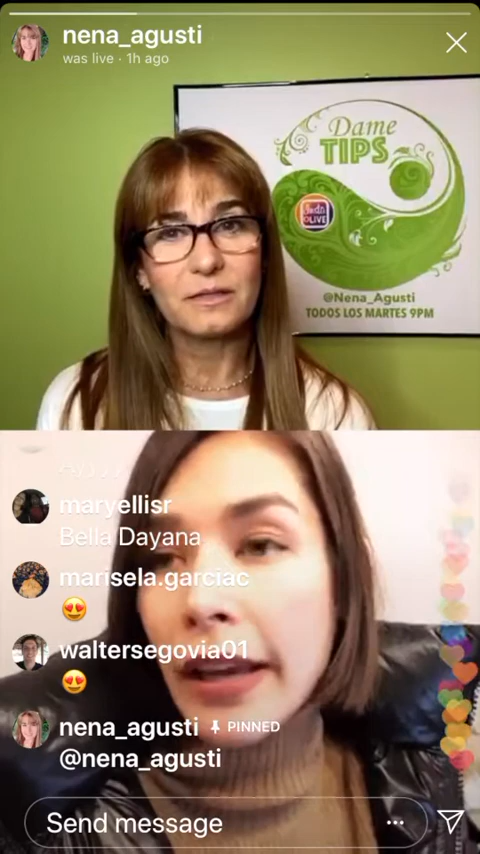 nena_agusti
was live · 1h ago
Dame
TIPS
@Nena_Agusti
TODOS LOS MARTES 9PM
maryellisr
Bella Dayana
marisela.garciac
😍
waltersegovia01
😍
nena_agusti PINNED
@nena_agusti
Send message